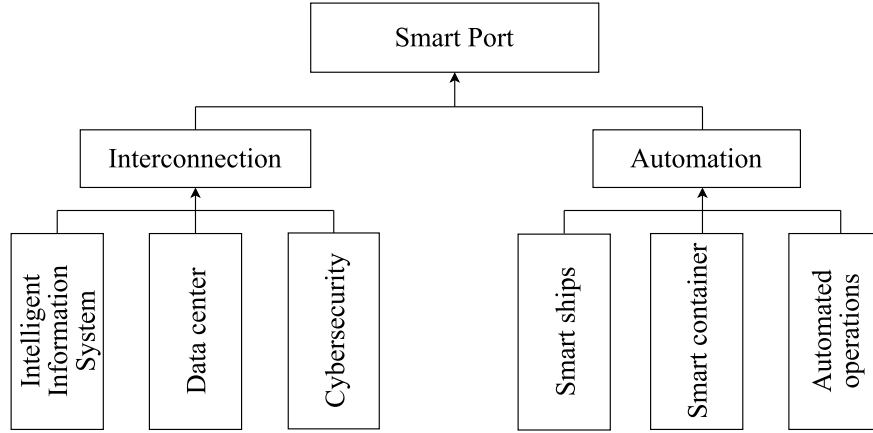 Smart Port
Interconnection
Automation
Intelligent
Information
System
Data center
Cybersecurity
Smart ships
Smart container
Automated
operations